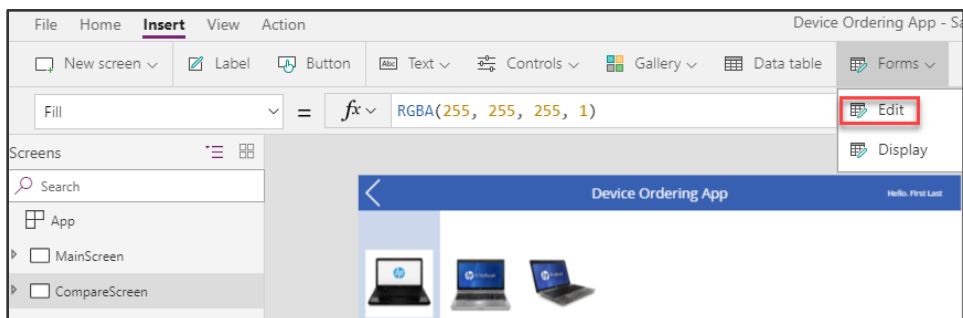 File Home Insert View Action Device Ordering App - Sa
New screen Label Button Abc Text Controls Gallery Data table Forms
Fill = fx RGBA(255, 255, 255, 1) Edit
Screens Display
Search
Device Ordering App Hello, First Last
App
MainScreen
CompareScreen